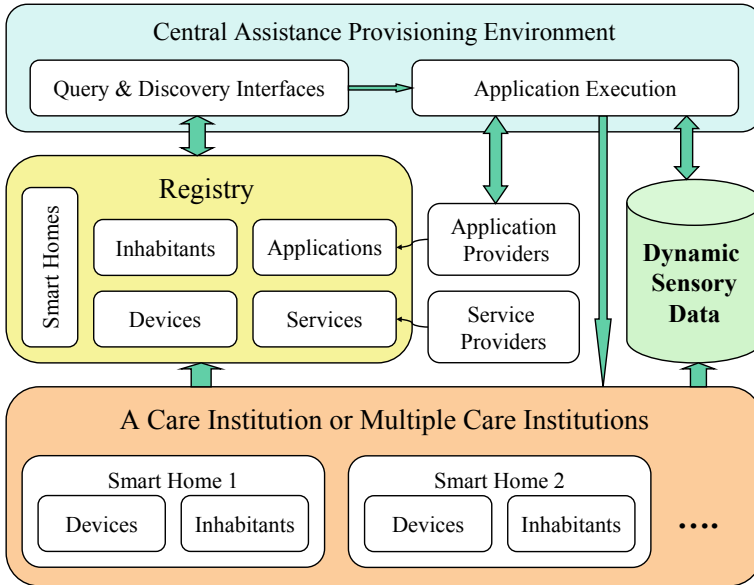 Central Assistance Provisioning Environment
Query & Discovery Interfaces
Application Execution
Registry
Smart Homes
Inhabitants
Applications
Devices
Services
Application
Providers
Service
Providers
Dynamic
Sensory
Data
A Care Institution or Multiple Care Institutions
Smart Home 1
Devices
Inhabitants
Smart Home 2
Devices
Inhabitants
....